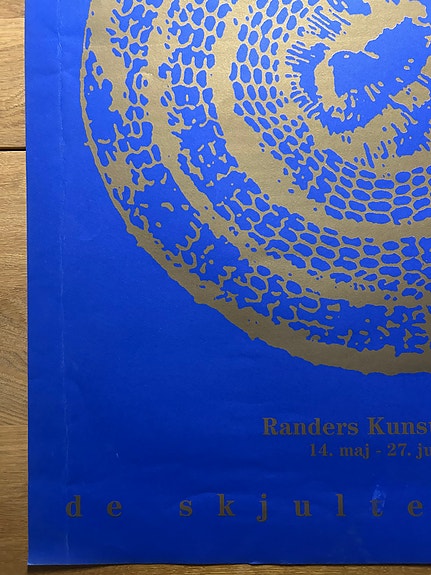 Randers Kuns
14. maj - 27. ju
de skjulte